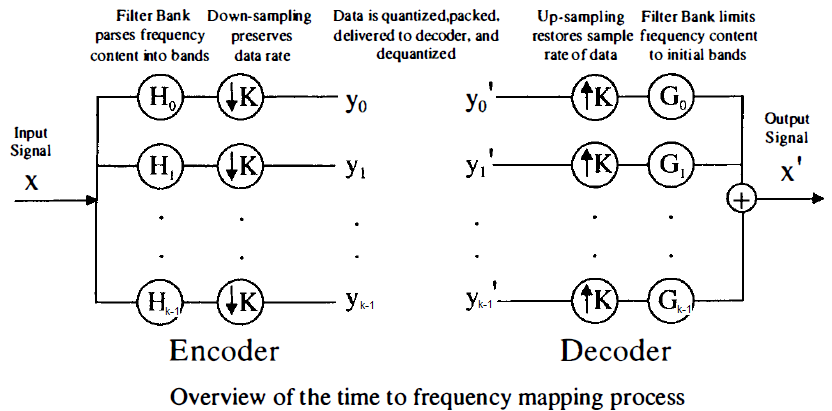 Filter Bank
parses frequency
content into bands
Down-sampling
preserves
data rate
Data is quantized,packed,
delivered to decoder, and
dequantized
Up-sampling
restores sample
rate of data
Filter Bank limits
frequency content
to initial bands
Input
Signal
X
H0
↓K
y0
y0'
↑K
G0
H1
↓K
y1
y1'
↑K
G1
Hk-1
↓K
yk-1
yk-1'
↑K
Gk-1
+
Output
Signal
X'
Encoder
Decoder
Overview of the time to frequency mapping process